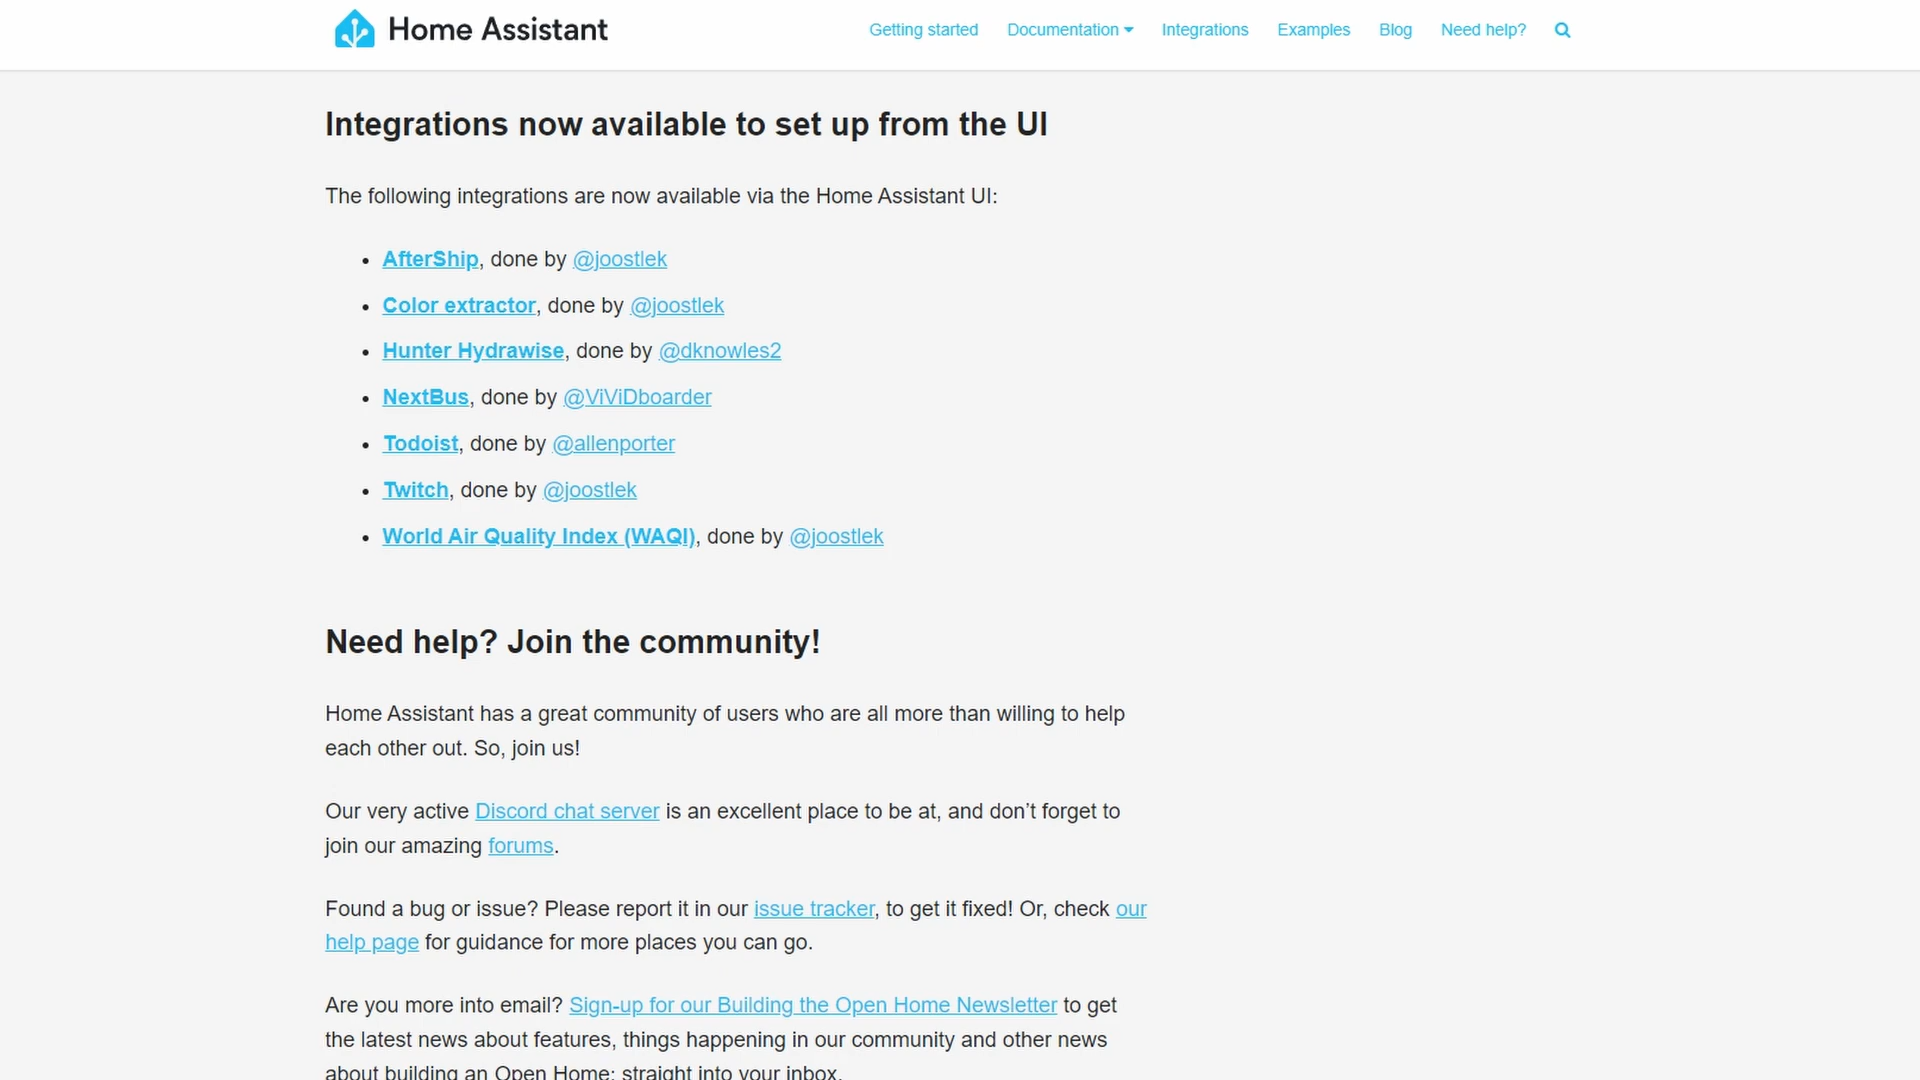 Home Assistant
Getting started
Documentation
Integrations
Examples
Blog
Need help?
Integrations now available to set up from the UI
The following integrations are now available via the Home Assistant UI:
AfterShip, done by @joostlek
Color extractor, done by @joostlek
Hunter Hydrawise, done by @dknowles2
NextBus, done by @ViViDboarder
Todoist, done by @allenporter
Twitch, done by @joostlek
World Air Quality Index (WAQI), done by @joostlek
Need help? Join the community!
Home Assistant has a great community of users who are all more than willing to help
each other out. So, join us!
Our very active Discord chat server is an excellent place to be at, and don’t forget to
join our amazing forums.
Found a bug or issue? Please report it in our issue tracker, to get it fixed! Or, check our
help page for guidance for more places you can go.
Are you more into email? Sign-up for our Building the Open Home Newsletter to get
the latest news about features, things happening in our community and other news
about building an Open Home; straight into your inbox.